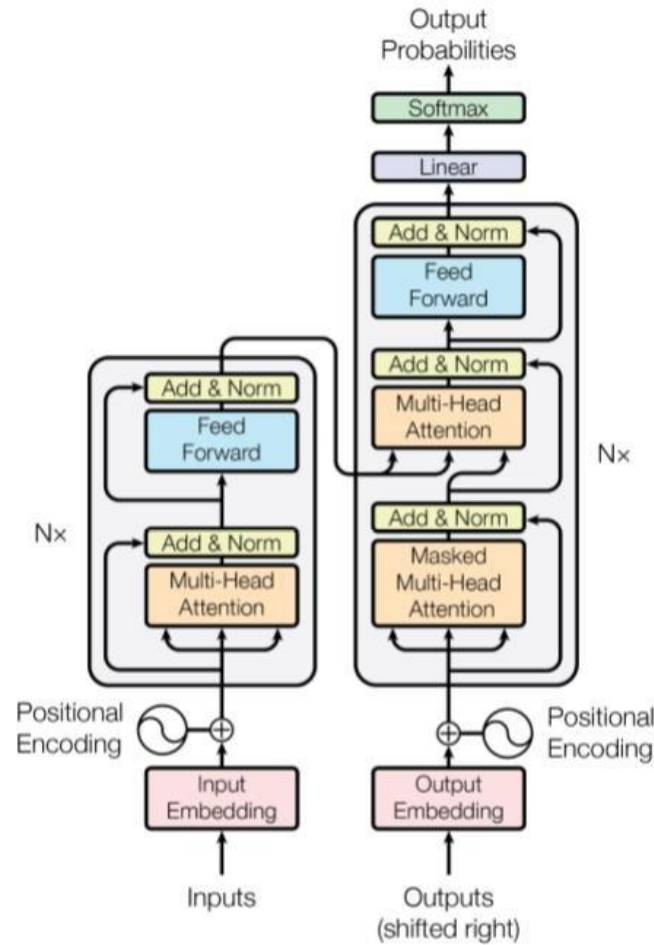 Output
Probabilities
Softmax
Linear
Add & Norm
Feed
Forward
Add & Norm
Multi-Head
Attention
Add & Norm
Masked
Multi-Head
Attention
Nx
Add & Norm
Feed
Forward
Add & Norm
Multi-Head
Attention
Nx
Positional
Encoding
Positional
Encoding
Input
Embedding
Output
Embedding
Inputs
Outputs
(shifted right)